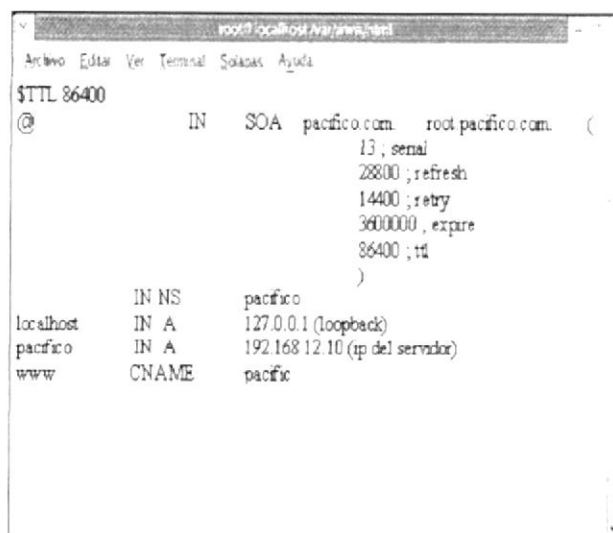 root@localhost:/var/www/html
Archivo Editar Ver Terminal Solapas Ayuda
$TTL 86400
@ IN SOA pacifico.com. root.pacifico.com. (
13 ; serial
28800 ; refresh
14400 ; retry
3600000 , expire
86400 ; ttl
)
IN NS pacifico
localhost IN A 127.0.0.1 (loopback)
pacifico IN A 192.168.12.10 (ip del servidor)
www CNAME pacific